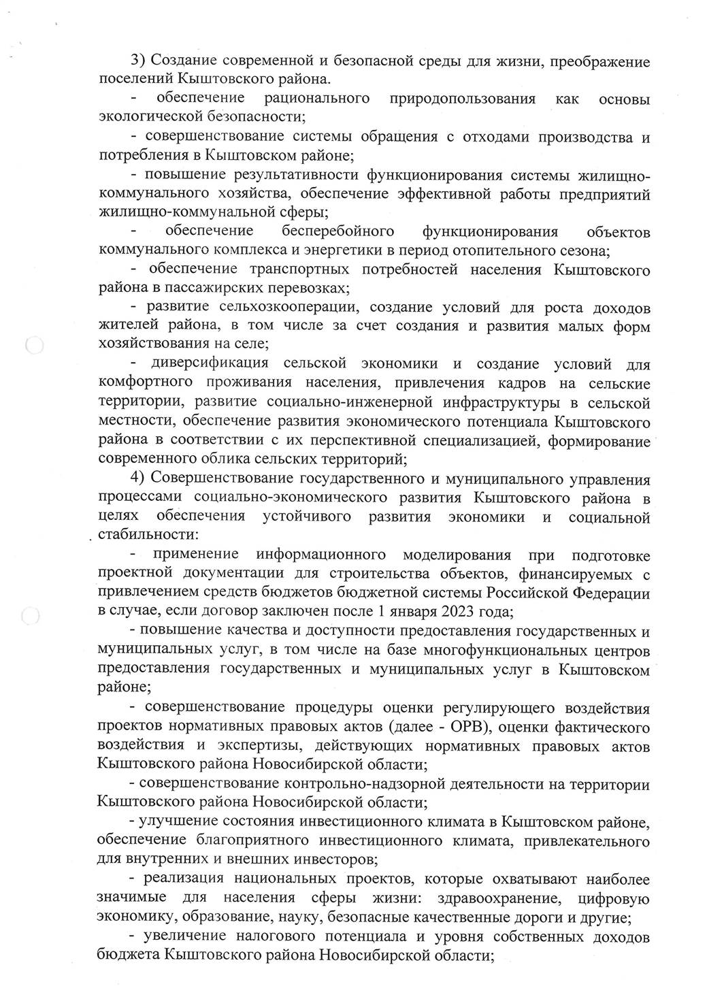 3) Создание современной и безопасной среды для жизни, преображение
поселений Кыштовского района.
- обеспечение рационального природопользования как основы
экологической безопасности;
- совершенствование системы обращения с отходами производства и
потребления в Кыштовском районе;
- повышение результативности функционирования системы жилищно-
коммунального хозяйства, обеспечение эффективной работы предприятий
жилищно-коммунальной сферы;
- обеспечение бесперебойного функционирования объектов
коммунального комплекса и энергетики в период отопительного сезона;
- обеспечение транспортных потребностей населения Кыштовского
района в пассажирских перевозках;
- развитие сельхозкооперации, создание условий для роста доходов
жителей района, в том числе за счет создания и развития малых форм
хозяйствования на селе;
- диверсификация сельской экономики и создание условий для
комфортного проживания населения, привлечения кадров на сельские
территории, развитие социально-инженерной инфраструктуры в сельской
местности, обеспечение развития экономического потенциала Кыштовского
района в соответствии с их перспективной специализацией, формирование
современного облика сельских территорий;
4) Совершенствование государственного и муниципального управления
процессами социально-экономического развития Кыштовского района в
целях обеспечения устойчивого развития экономики и социальной
стабильности:
- применение информационного моделирования при подготовке
проектной документации для строительства объектов, финансируемых с
привлечением средств бюджетов бюджетной системы Российской Федерации
в случае, если договор заключен после 1 января 2023 года;
- повышение качества и доступности предоставления государственных и
муниципальных услуг, в том числе на базе многофункциональных центров
предоставления государственных и муниципальных услуг в Кыштовском
районе;
- совершенствование процедуры оценки регулирующего воздействия
проектов нормативных правовых актов (далее - ОРВ), оценки фактического
воздействия и экспертизы, действующих нормативных правовых актов
Кыштовского района Новосибирской области;
- совершенствование контрольно-надзорной деятельности на территории
Кыштовского района Новосибирской области;
- улучшение состояния инвестиционного климата в Кыштовском районе,
обеспечение благоприятного инвестиционного климата, привлекательного
для внутренних и внешних инвесторов;
- реализация национальных проектов, которые охватывают наиболее
значимые для населения сферы жизни: здравоохранение, цифровую
экономику, образование, науку, безопасные качественные дороги и другие;
- увеличение налогового потенциала и уровня собственных доходов
бюджета Кыштовского района Новосибирской области;